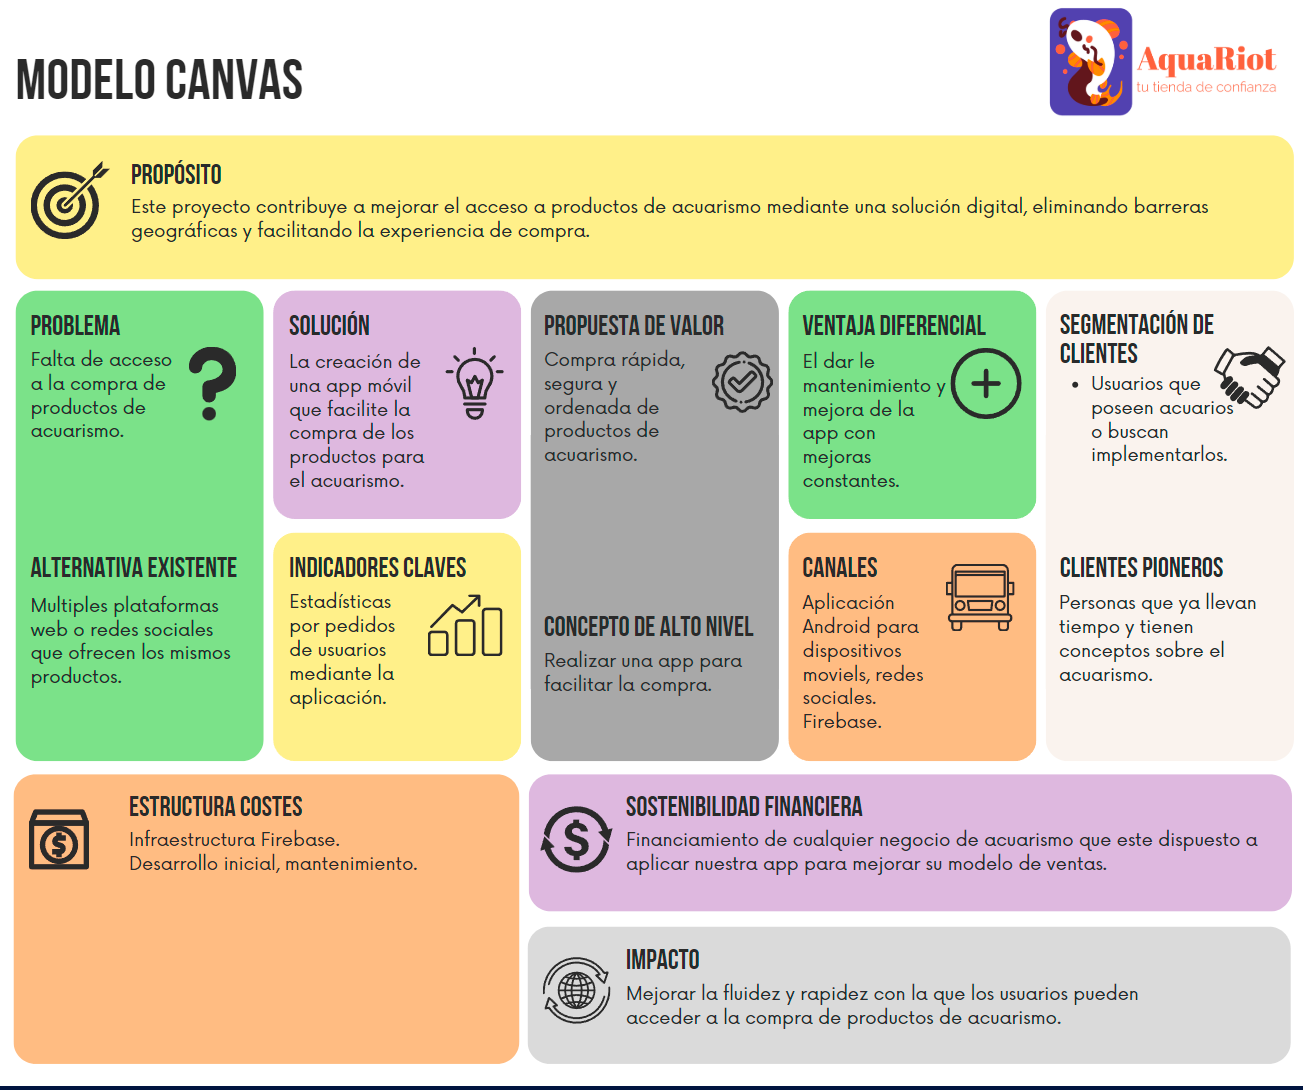 MODELO CANVAS
AquaRiot
tu tienda de confianza
PROPÓSITO
Este proyecto contribuye a mejorar el acceso a productos de acuarismo mediante una solución digital, eliminando barreras
geográficas y facilitando la experiencia de compra.
PROBLEMA
Falta de acceso
a la compra de
productos de
acuarismo.
ALTERNATIVA EXISTENTE
Multiples plataformas
web o redes sociales
que ofrecen los mismos
productos.
SOLUCIÓN
La creación de
una app móvil
que facilite la
compra de los
productos para
el acuarismo.
INDICADORES CLAVES
Estadísticas
por pedidos
de usuarios
mediante la
aplicación.
PROPUESTA DE VALOR
Compra rápida,
segura y
ordenada de
productos de
acuarismo.
CONCEPTO DE ALTO NIVEL
Realizar una app para
facilitar la compra.
VENTAJA DIFERENCIAL
El dar le
mantenimiento y
mejora de la
app con
mejoras
constantes.
CANALES
Aplicación
Android para
dispositivos
moviels, redes
sociales.
Firebase.
SEGMENTACIÓN DE
CLIENTES
• Usuarios que
poseen acuarios
o buscan
implementarlos.
CLIENTES PIONEROS
Personas que ya llevan
tiempo y tienen
conceptos sobre el
acuarismo.
ESTRUCTURA COSTES
Infraestructura Firebase.
Desarrollo inicial, mantenimiento.
SOSTENIBILIDAD FINANCIERA
Financiamiento de cualquier negocio de acuarismo que este dispuesto a
aplicar nuestra app para mejorar su modelo de ventas.
IMPACTO
Mejorar la fluidez y rapidez con la que los usuarios pueden
acceder a la compra de productos de acuarismo.